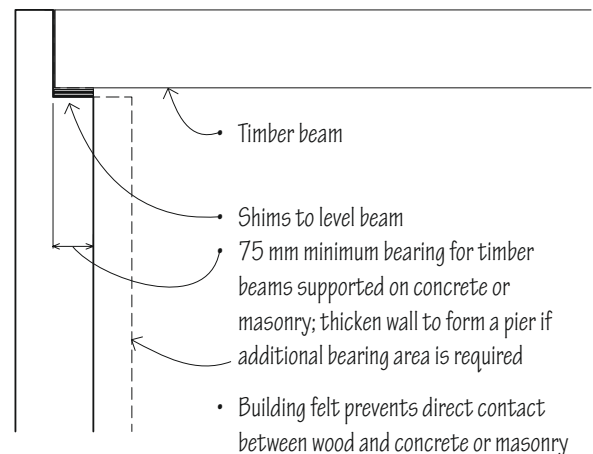 • Timber beam
• Shims to level beam
• 75 mm minimum bearing for timber
beams supported on concrete or
masonry; thicken wall to form a pier if
additional bearing area is required
• Building felt prevents direct contact
between wood and concrete or masonry